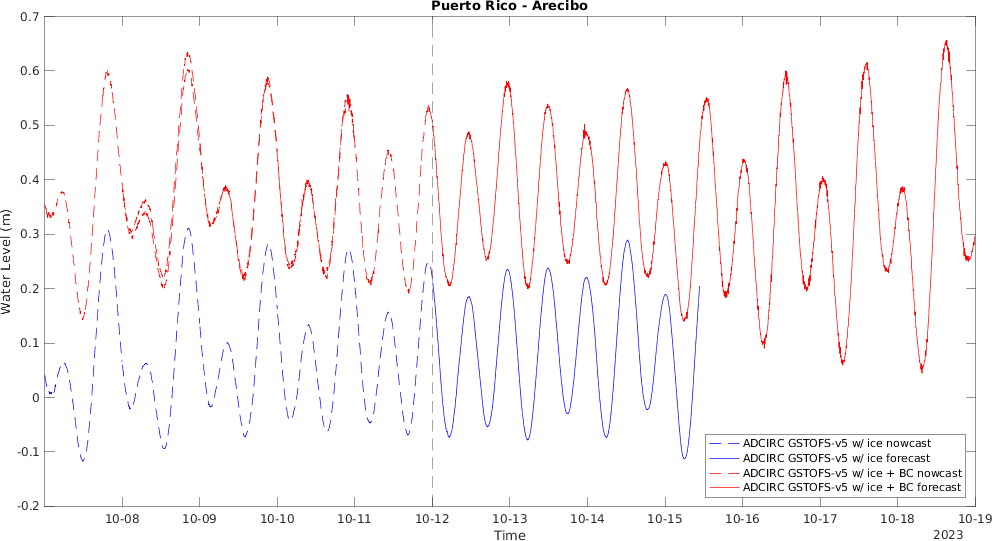 Puerto Rico - Arecibo
0.7
0.6
0.5
0.4
0.3
0.2
0.1
0
-0.1
-0.2
Water Level (m)
10-08 10-09 10-10 10-11 10-12 10-13 10-14 10-15 10-16 10-17 10-18 10-19
Time
2023
ADCIRC GSTOFS-v5 w/ ice nowcast
ADCIRC GSTOFS-v5 w/ ice forecast
ADCIRC GSTOFS-v5 w/ ice + BC nowcast
ADCIRC GSTOFS-v5 w/ ice + BC forecast